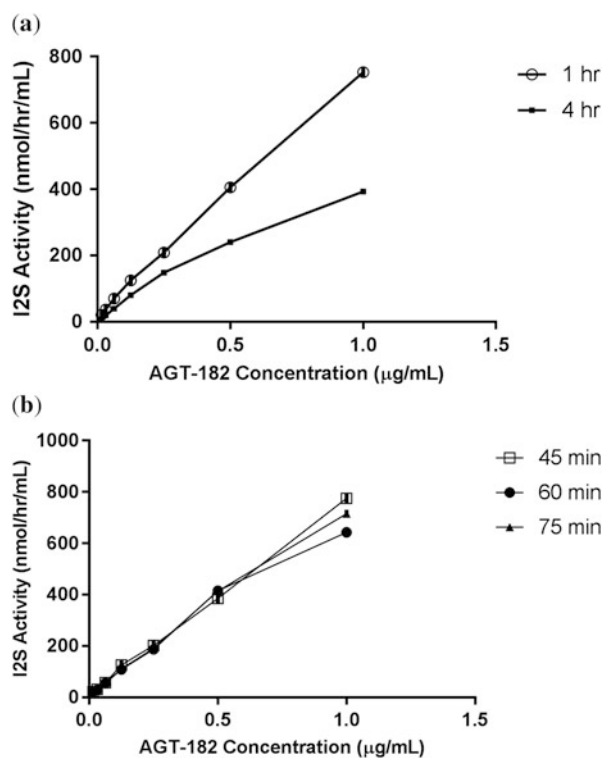 (a)
800
600
400
200
0
I2S Activity (nmol/hr/mL)
0.0 0.5 1.0 1.5
AGT-182 Concentration (μg/mL)
1 hr
4 hr
(b)
1000
800
600
400
200
0
I2S Activity (nmol/hr/mL)
0.0 0.5 1.0 1.5
AGT-182 Concentration (μg/mL)
45 min
60 min
75 min